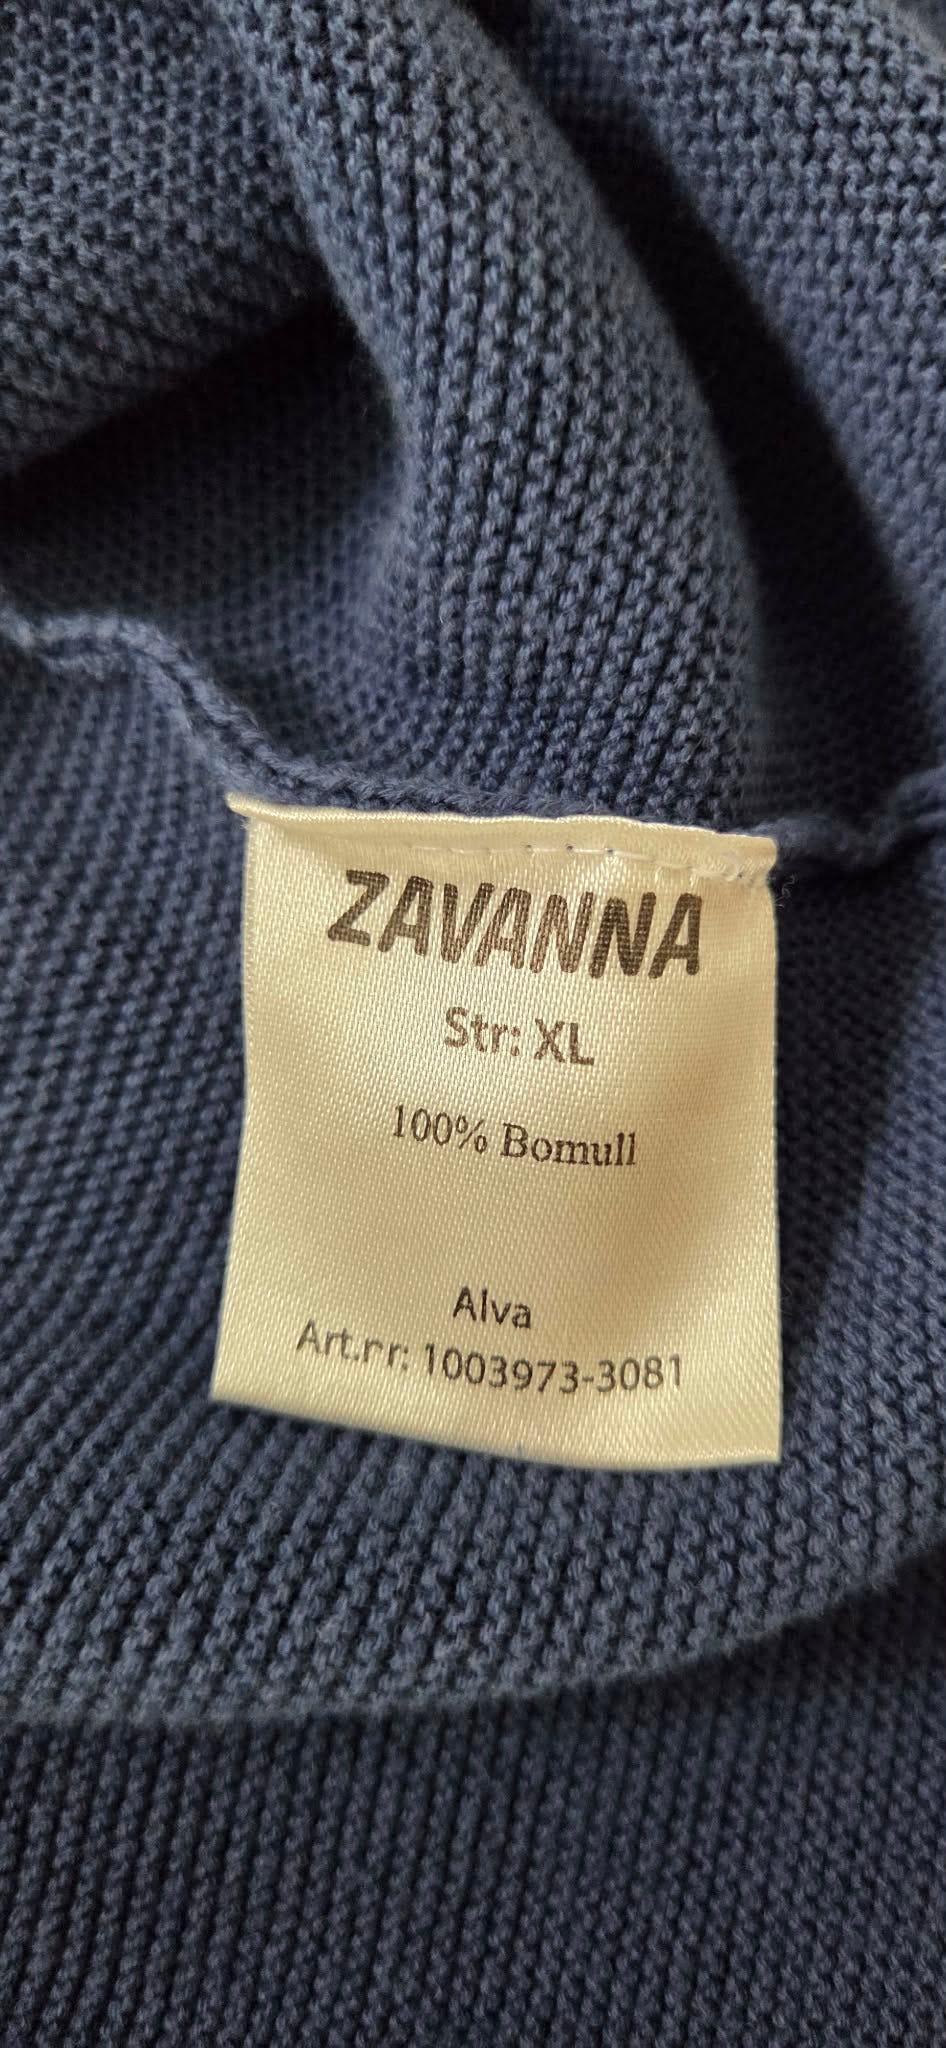 ZAVANNA
Str: XL
100% Bomull
Alva
Art.nr: 1003973-3081